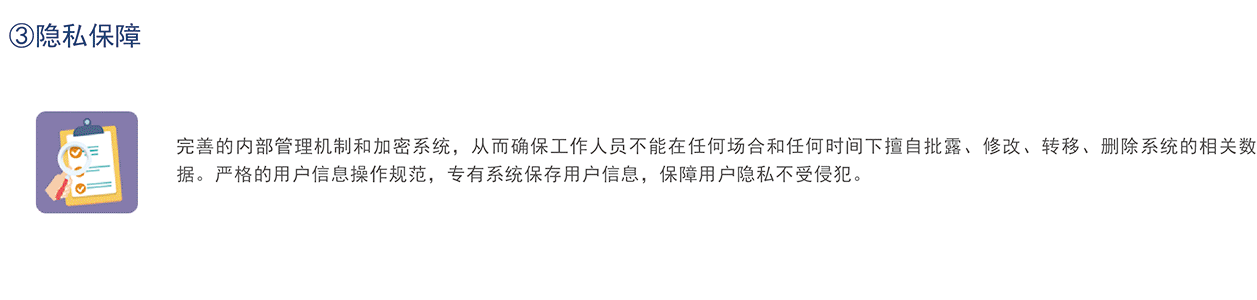 ③隐私保障
完善的内部管理机制和加密系统，从而确保工作人员不能在任何场合和任何时间下擅自批露、修改、转移、删除系统的相关数
据。严格的用户信息操作规范，专有系统保存用户信息，保障用户隐私不受侵犯。